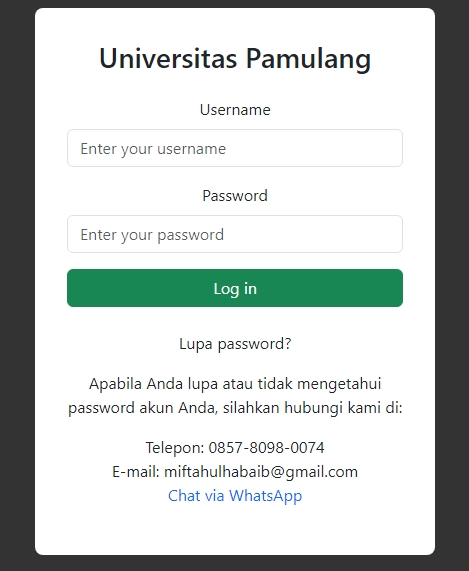 Universitas Pamulang
Username
Enter your username
Password
Enter your password
Log in
Lupa password?
Apabila Anda lupa atau tidak mengetahui
password akun Anda, silahkan hubungi kami di:
Telepon: 0857-8098-0074
E-mail: miftahulhabaib@gmail.com
Chat via WhatsApp